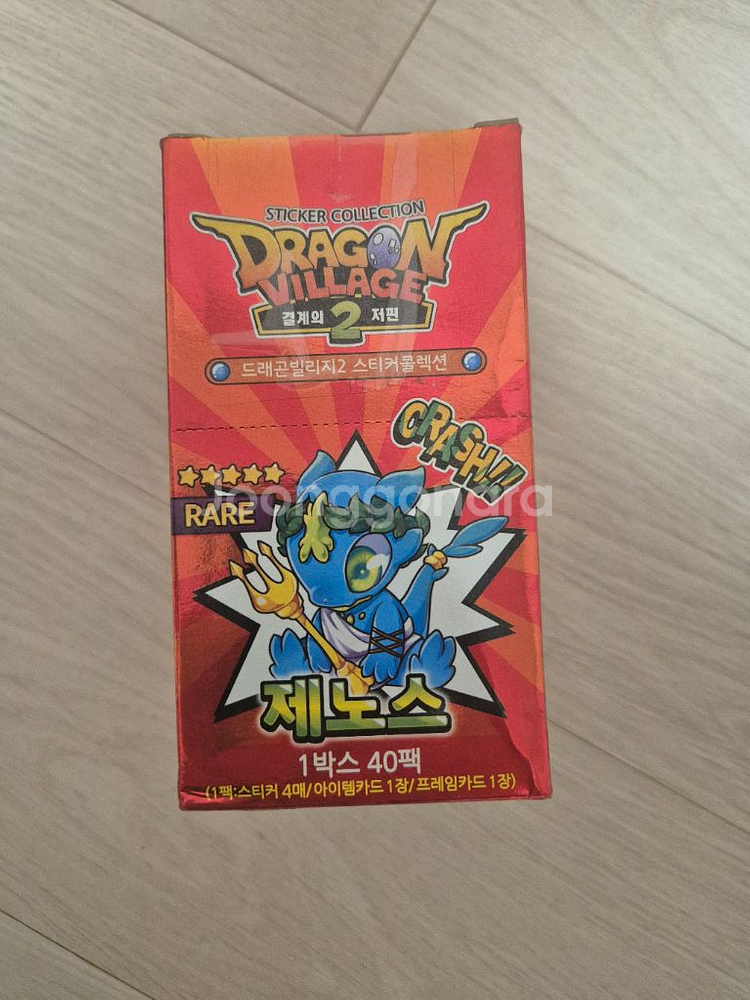 STICKER COLLECTION
DRAGON
VILLAGE
결계의 2 저편
드래곤빌리지2 스티커콜렉션
CRASH!!
RARE
Joonggonara
제노스
1박스 40팩
(1팩:스티커 4매/아이템카드 1장/프레임카드 1장)